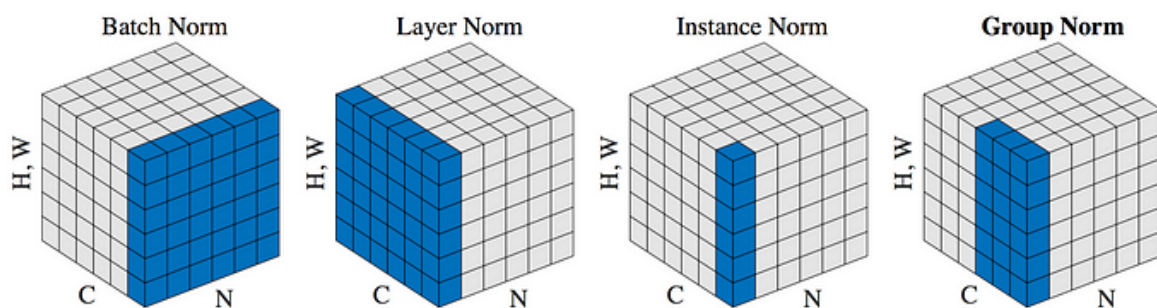 Batch Norm
Layer Norm
Instance Norm
Group Norm
H, W
C
N
H, W
C
N
H, W
C
N
H, W
C
N